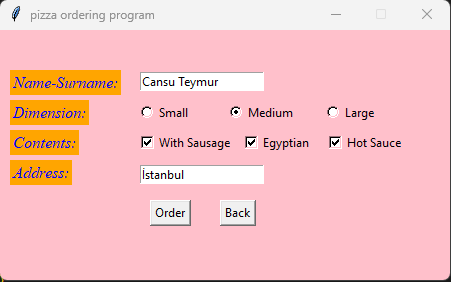 pizza ordering program
Name-Surname: Cansu Teymur
Dimension: Small Medium Large
Contents: With Sausage Egyptian Hot Sauce
Address: İstanbul
Order Back